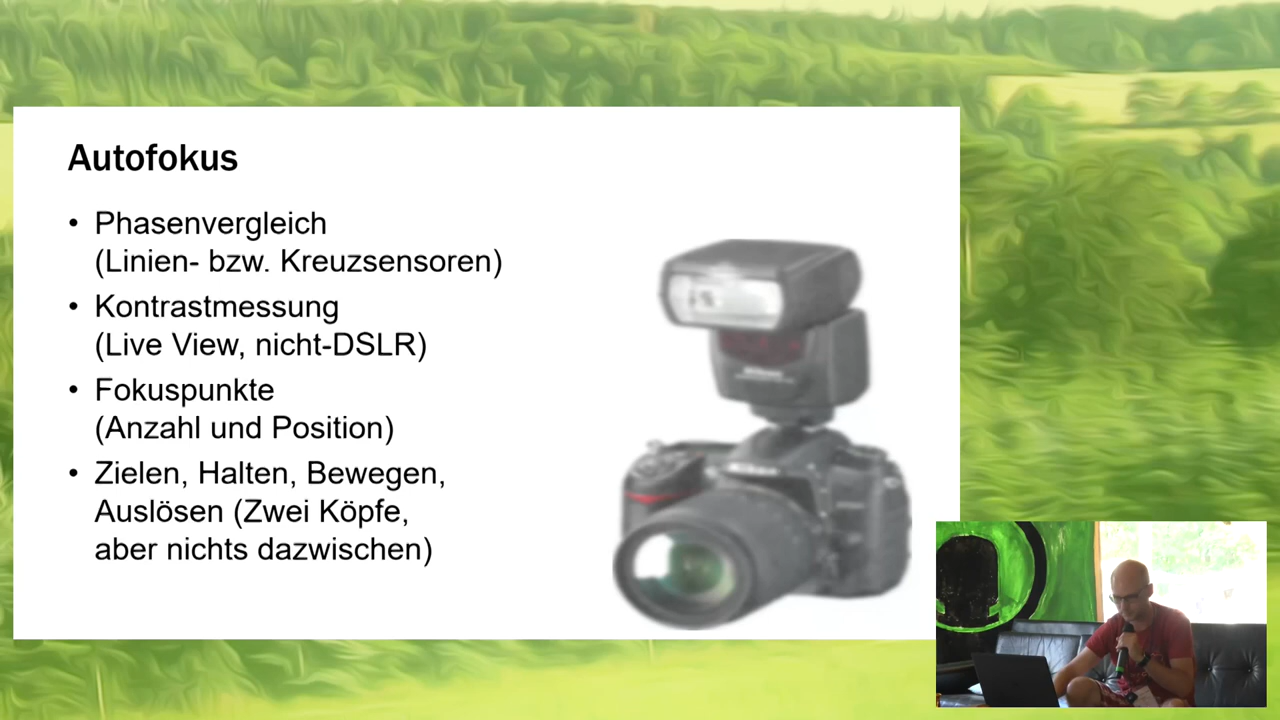 Autofokus
• Phasenvergleich
(Linien- bzw. Kreuzsensoren)
• Kontrastmessung
(Live View, nicht-DSLR)
• Fokuspunkte
(Anzahl und Position)
• Zielen, Halten, Bewegen,
Auslösen (Zwei Köpfe,
aber nichts dazwischen)